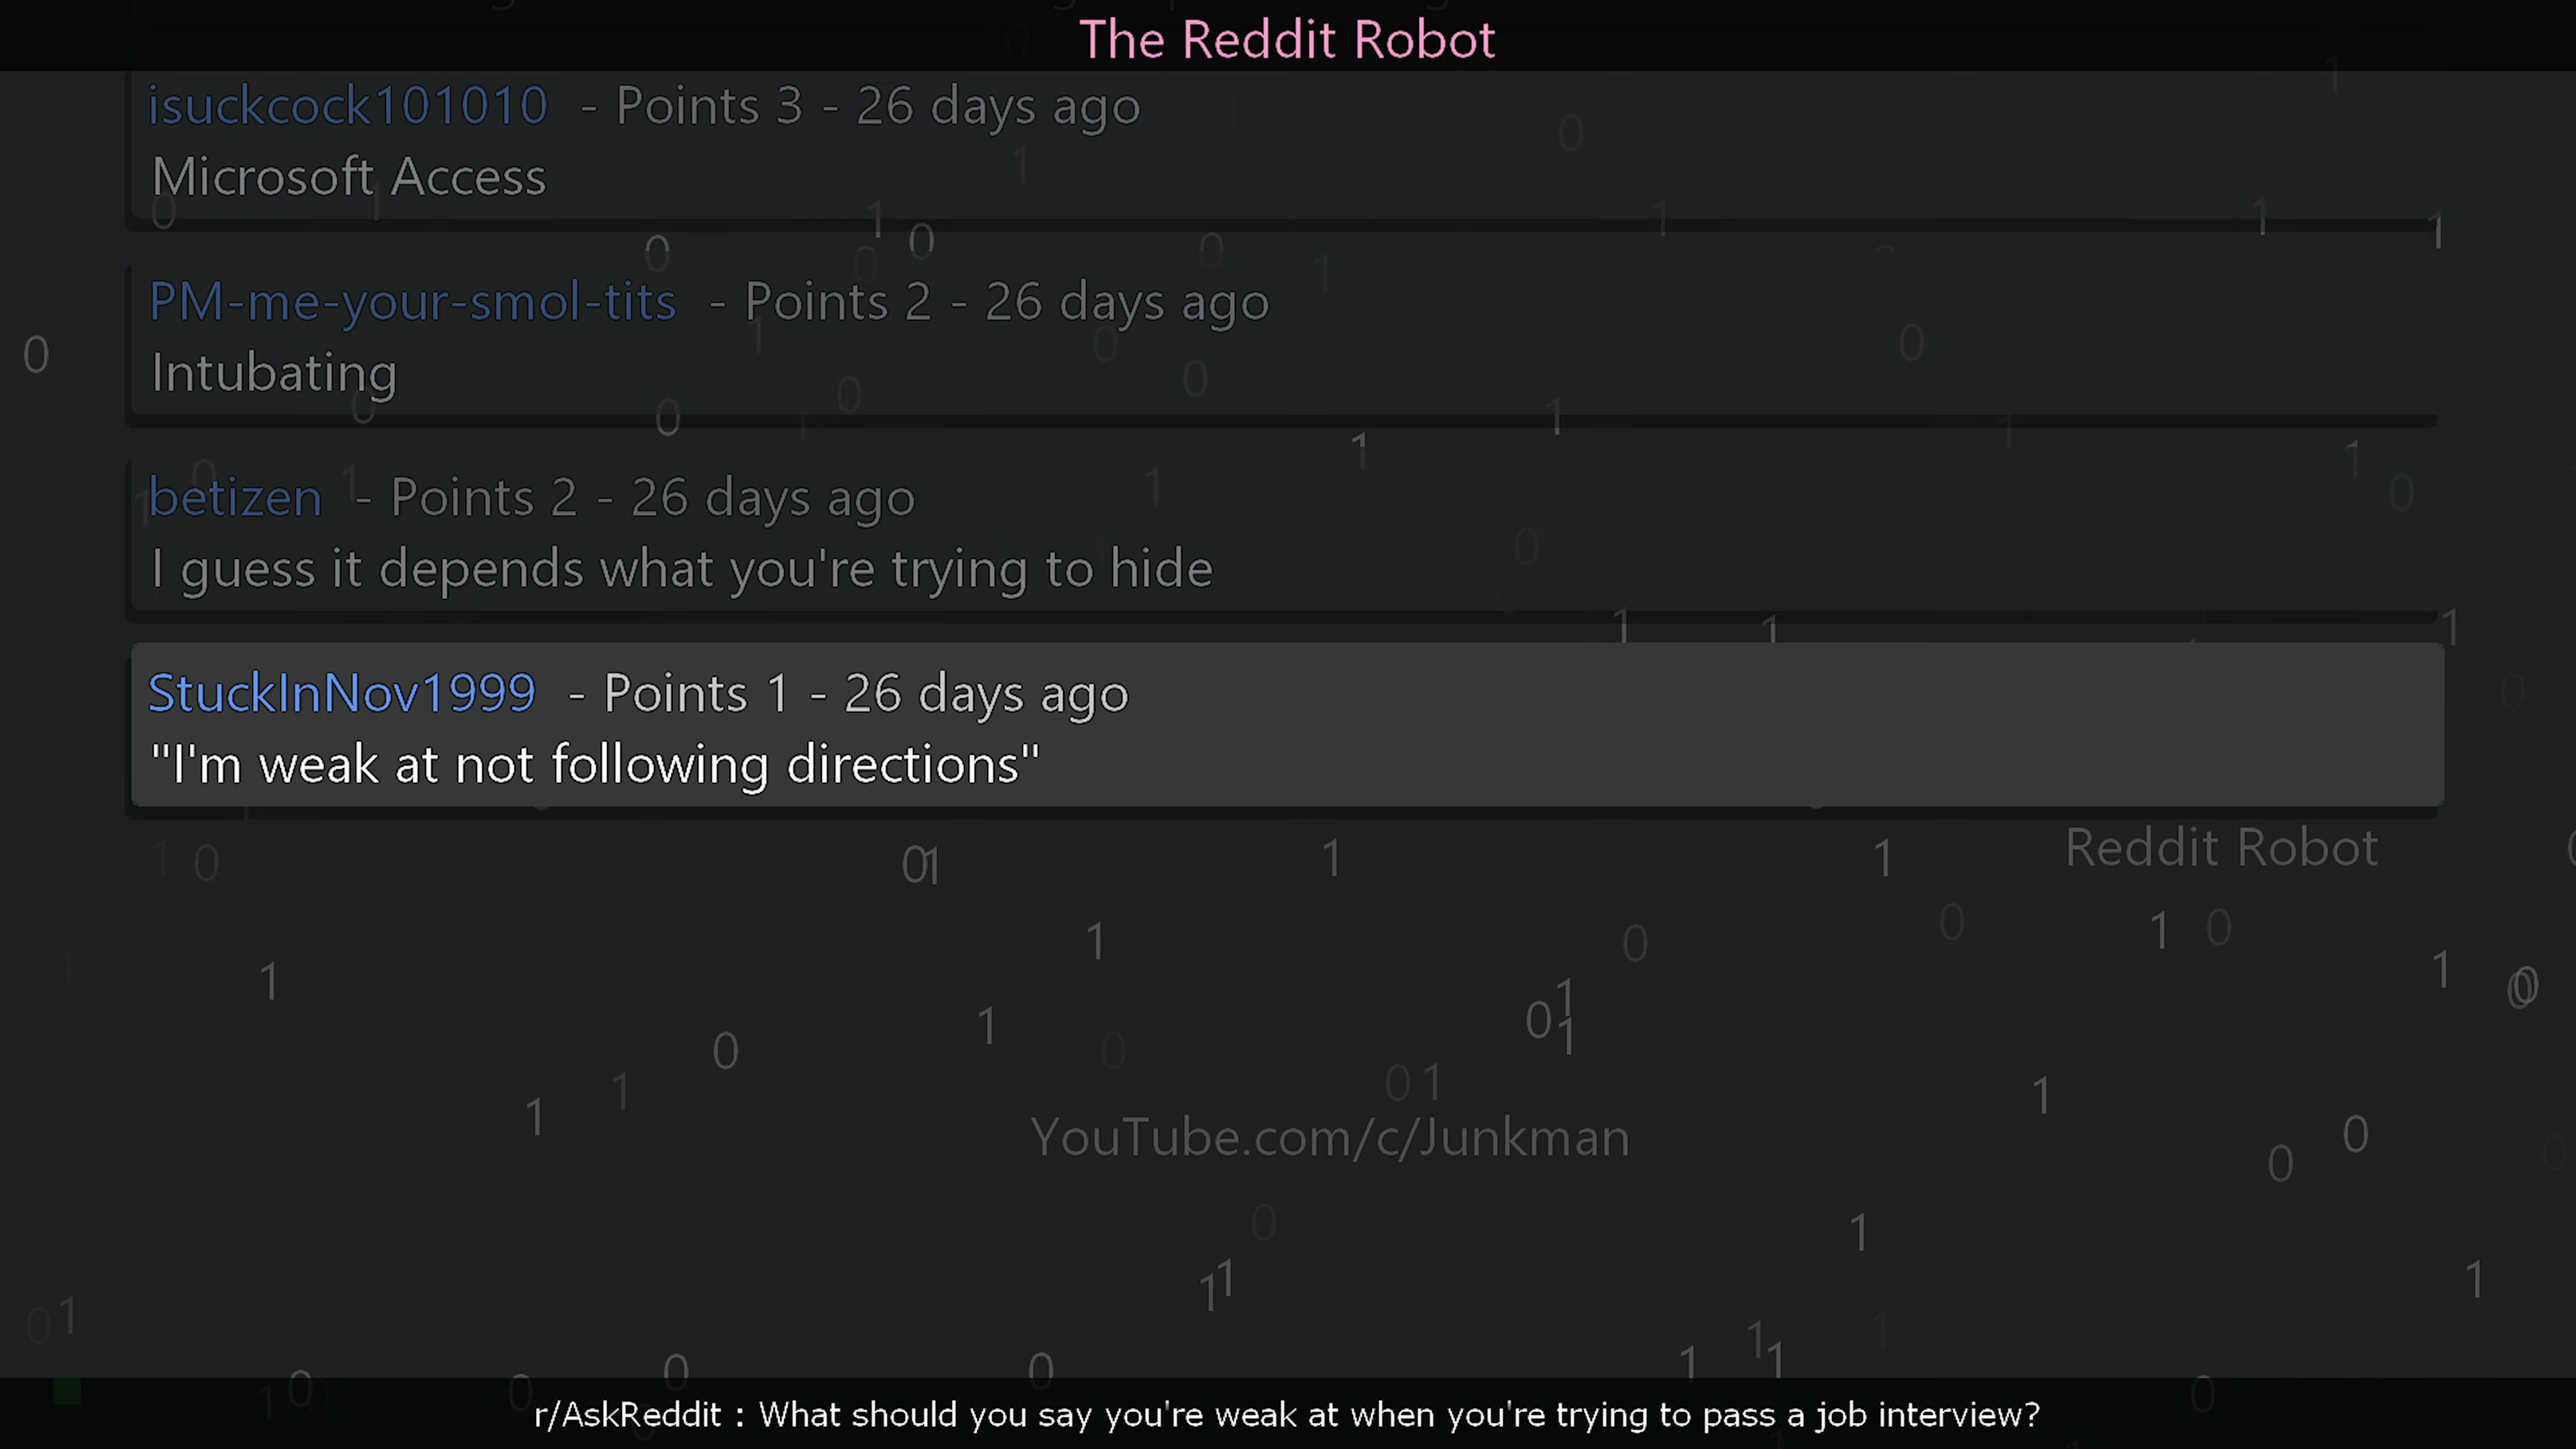 The Reddit Robot
isuckcock101010 - Points 3 - 26 days ago
Microsoft Access
PM-me-your-smol-tits - Points 2 - 26 days ago
Intubating
betizen - Points 2 - 26 days ago
I guess it depends what you're trying to hide
StuckInNov1999 - Points 1 - 26 days ago
"I'm weak at not following directions"
Reddit Robot
YouTube.com/c/Junkman
r/AskReddit : What should you say you're weak at when you're trying to pass a job interview?